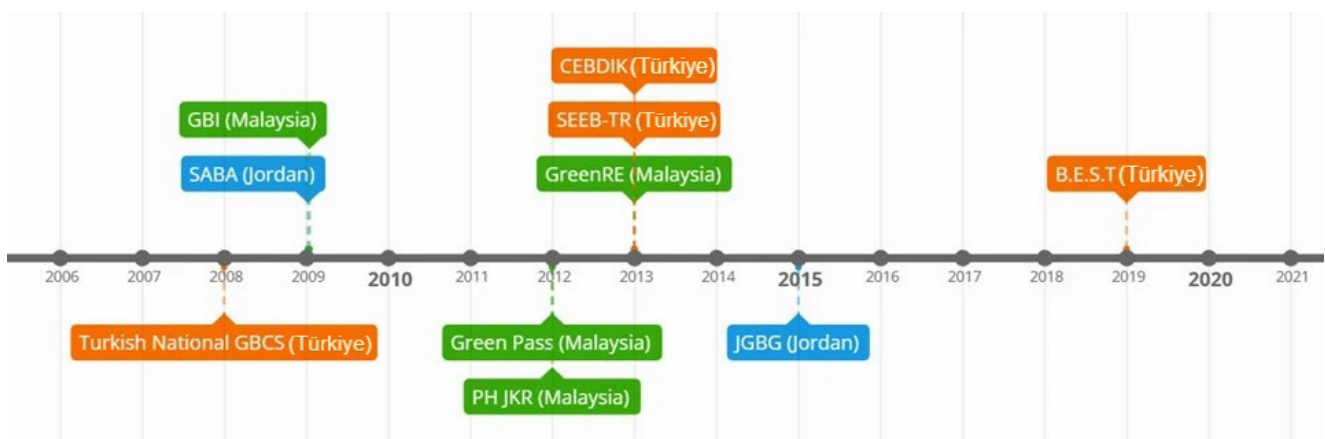 CEBDIK (Türkiye)
GBI (Malaysia)
SEEB-TR (Türkiye)
SABA (Jordan)
GreenRE (Malaysia)
B.E.S.T (Türkiye)
2006 2007 2008 2009 2010 2011 2012 2013 2014 2015 2016 2017 2018 2019 2020 2021
Turkish National GBCS (Türkiye)
Green Pass (Malaysia)
JGBG (Jordan)
PH JKR (Malaysia)